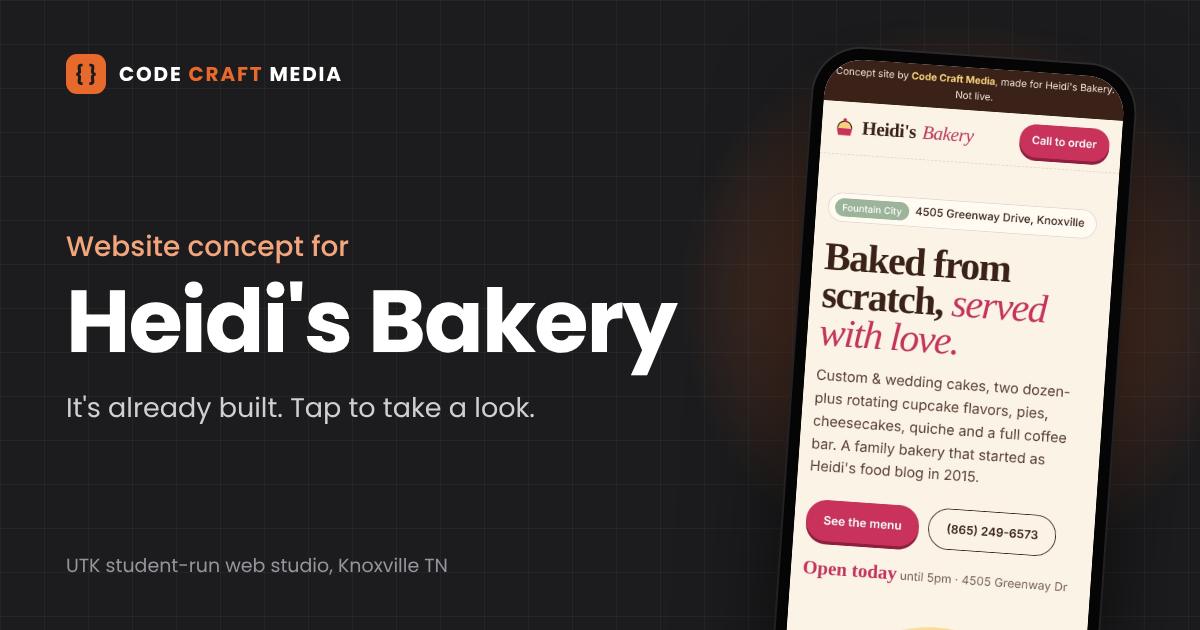 { } CODE CRAFT MEDIA
Website concept for
Heidi's Bakery
It's already built. Tap to take a look.
UTK student-run web studio, Knoxville TN
Concept site by Code Craft Media, made for Heidi's Bakery.
Not live.
Heidi's Bakery
Call to order
Fountain City 4505 Greenway Drive, Knoxville
Baked from
scratch, served
with love.
Custom & wedding cakes, two dozen-
plus rotating cupcake flavors, pies,
cheesecakes, quiche and a full coffee
bar. A family bakery that started as
Heidi's food blog in 2015.
See the menu
(865) 249-6573
Open today until 5pm · 4505 Greenway Dr